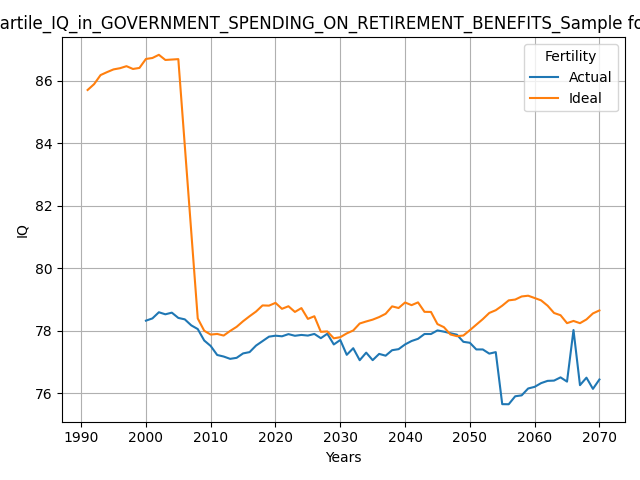 artile_IQ_in_GOVERNMENT_SPENDING_ON_RETIREMENT_BENEFITS_Sample fo
Fertility
Actual
Ideal
86
84
82
80
78
76
IQ
1990 2000 2010 2020 2030 2040 2050 2060 2070
Years